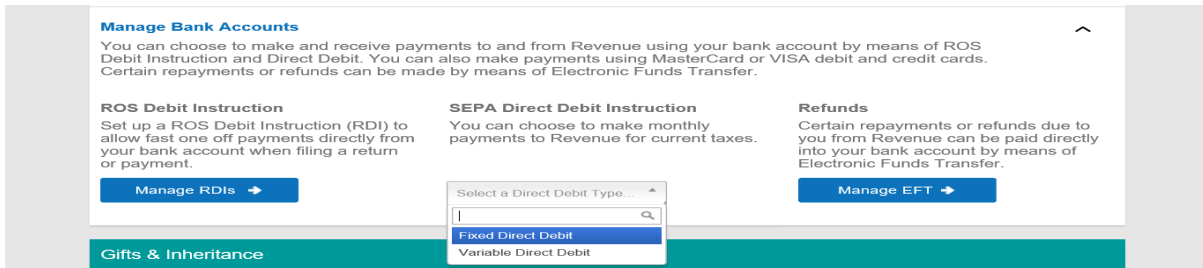 Manage Bank Accounts
You can choose to make and receive payments to and from Revenue using your bank account by means of ROS
Debit Instruction and Direct Debit. You can also make payments using MasterCard or VISA debit and credit cards.
Certain repayments or refunds can be made by means of Electronic Funds Transfer.
ROS Debit Instruction
Set up a ROS Debit Instruction (RDI) to
allow fast one off payments directly from
your bank account when filing a return
or payment.
Manage RDIs
SEPA Direct Debit Instruction
You can choose to make monthly
payments to Revenue for current taxes.
Select a Direct Debit Type...
Fixed Direct Debit
Variable Direct Debit
Refunds
Certain repayments or refunds due to
you from Revenue can be paid directly
into your bank account by means of
Electronic Funds Transfer.
Manage EFT
Gifts & Inheritance